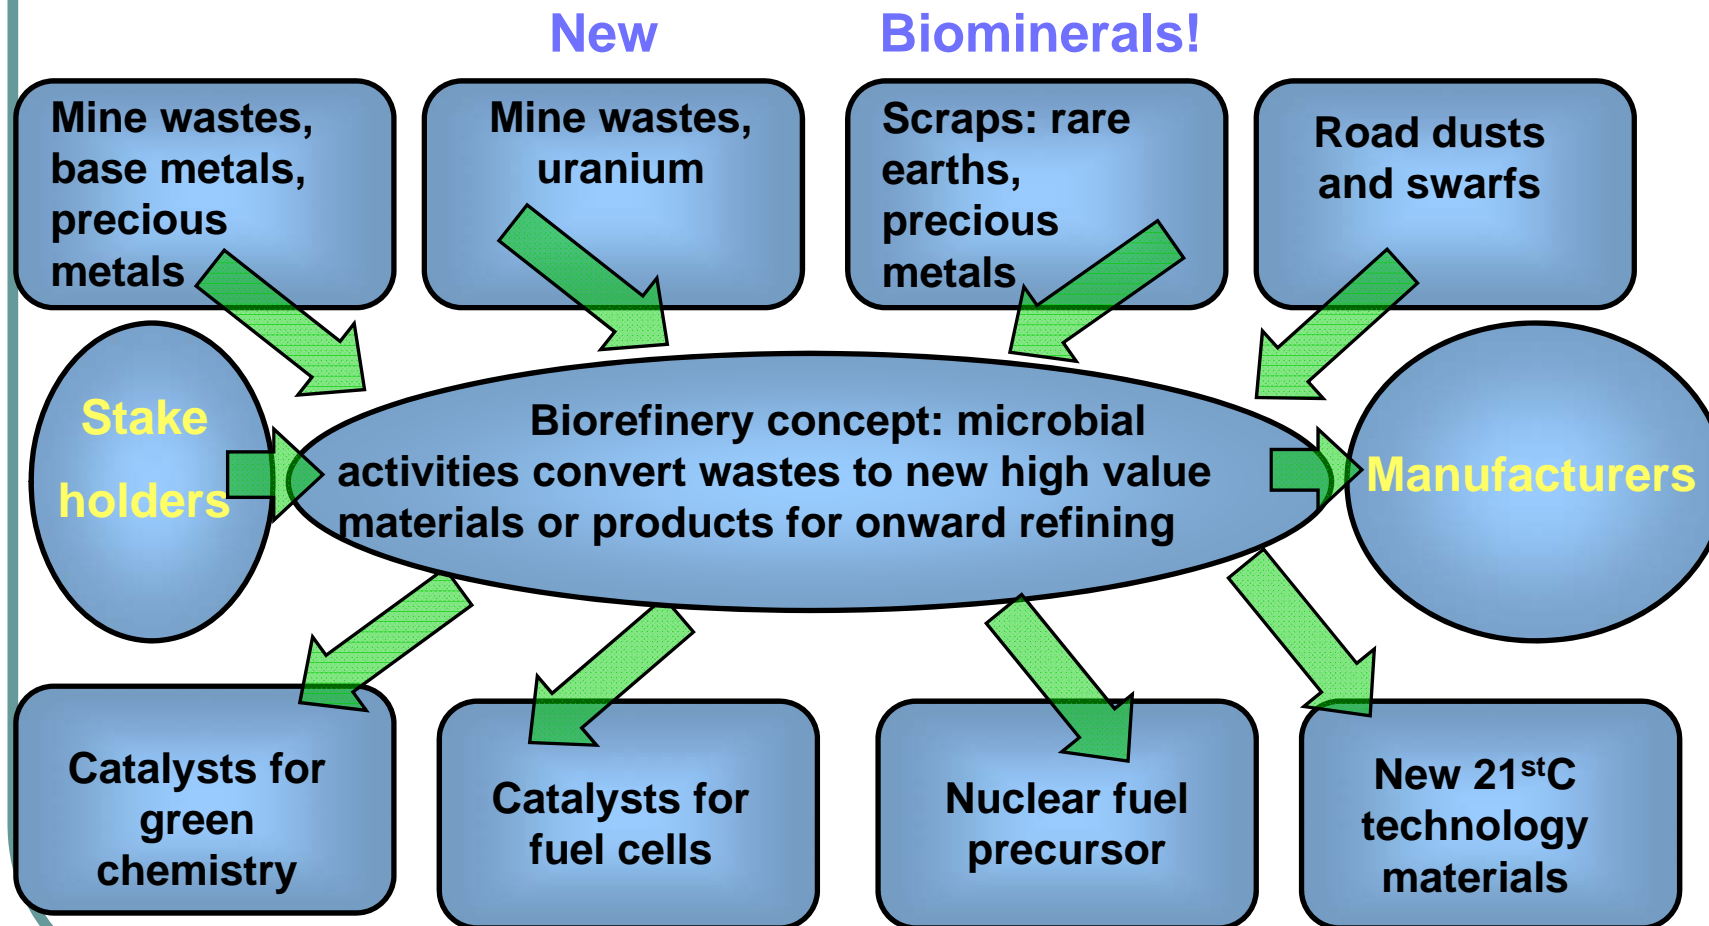 New Biominerals!
Mine wastes,
base metals,
precious
metals
Mine wastes,
uranium
Scraps: rare
earths,
precious
metals
Road dusts
and swarfs
Stake
holders
Biorefinery concept: microbial
activities convert wastes to new high value
materials or products for onward refining
Manufacturers
Catalysts for
green
chemistry
Catalysts for
fuel cells
Nuclear fuel
precursor
New 21stC
technology
materials